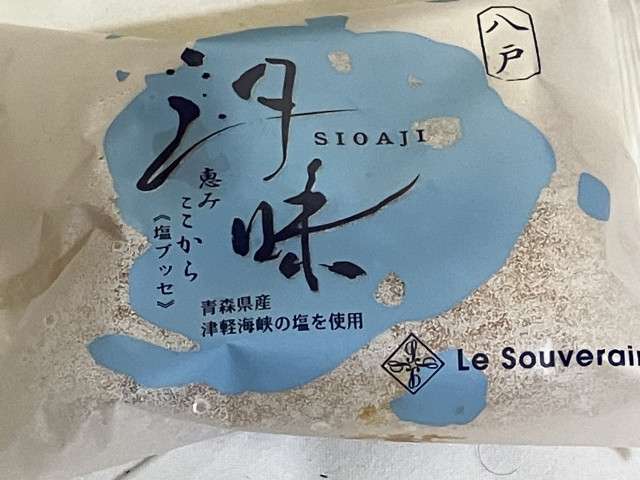 八戸
汐味
SIOAJI
恵み
ここから
《塩ブッセ》
青森県産
津軽海峡の塩を使用
Le Souverain